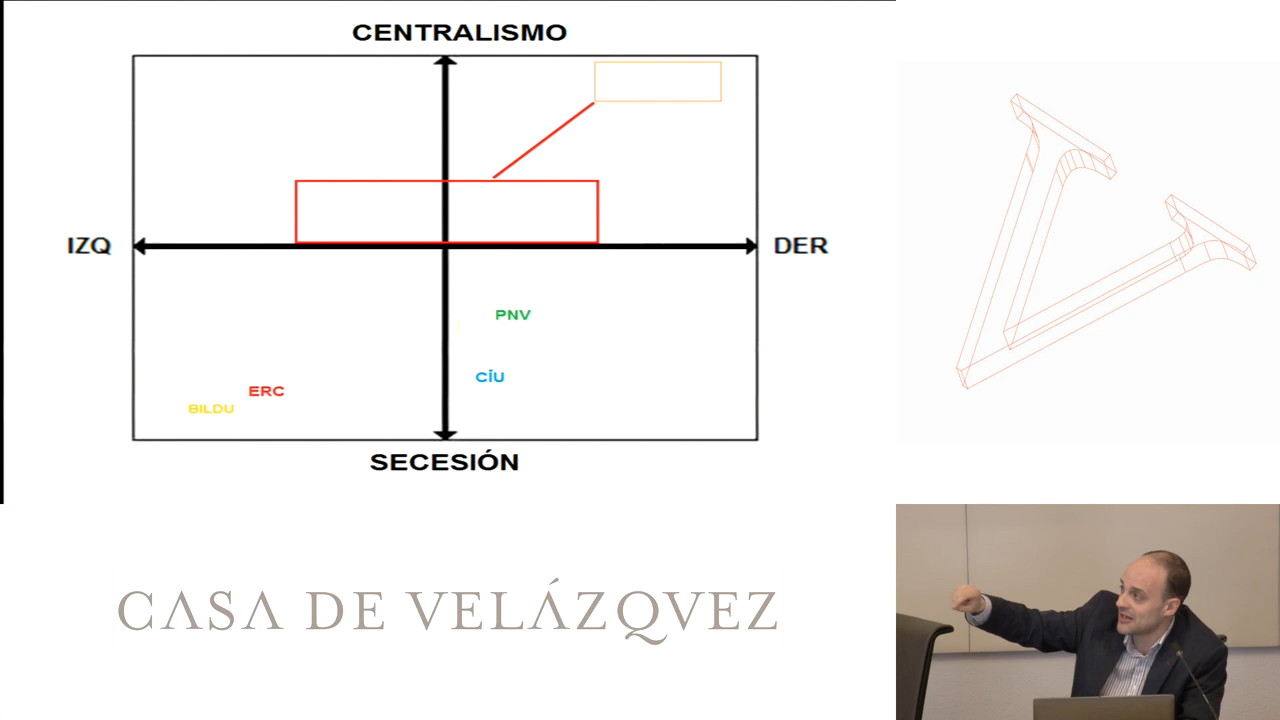 CENTRALISMO
IZQ
DER
PNV
CiU
ERC
BILDU
SECESIÓN
CASA DE VELÁZQVEZ